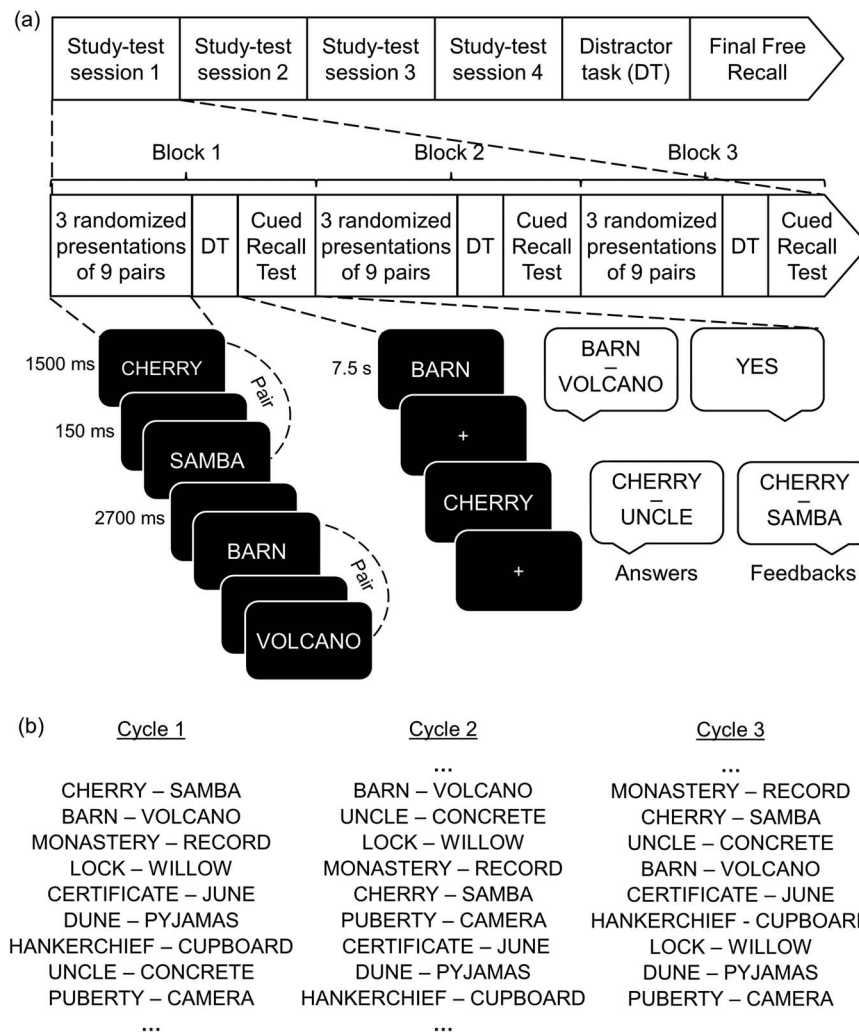 (a)
Study-test
session 1
Study-test
session 2
Study-test
session 3
Study-test
session 4
Distractor
task (DT)
Final Free
Recall
Block 1
Block 2
Block 3
3 randomized
presentations
of 9 pairs
DT
Cued
Recall
Test
3 randomized
presentations
of 9 pairs
DT
Cued
Recall
Test
3 randomized
presentations
of 9 pairs
DT
Cued
Recall
Test
1500 ms
CHERRY
150 ms
SAMBA
Pair
2700 ms
BARN
VOLCANO
Pair
7.5 s
BARN
+
CHERRY
+
BARN
–
VOLCANO
YES
CHERRY
–
UNCLE
CHERRY
–
SAMBA
Answers
Feedbacks
(b)
Cycle 1
CHERRY – SAMBA
BARN – VOLCANO
MONASTERY – RECORD
LOCK – WILLOW
CERTIFICATE – JUNE
DUNE – PYJAMAS
HANKERCHIEF – CUPBOARD
UNCLE – CONCRETE
PUBERTY – CAMERA
...
Cycle 2
...
BARN – VOLCANO
UNCLE – CONCRETE
LOCK – WILLOW
MONASTERY – RECORD
CHERRY – SAMBA
PUBERTY – CAMERA
CERTIFICATE – JUNE
DUNE – PYJAMAS
HANKERCHIEF – CUPBOARD
...
Cycle 3
...
MONASTERY – RECORD
CHERRY – SAMBA
UNCLE – CONCRETE
BARN – VOLCANO
CERTIFICATE – JUNE
HANKERCHIEF - CUPBOARD
LOCK – WILLOW
DUNE – PYJAMAS
PUBERTY – CAMERA